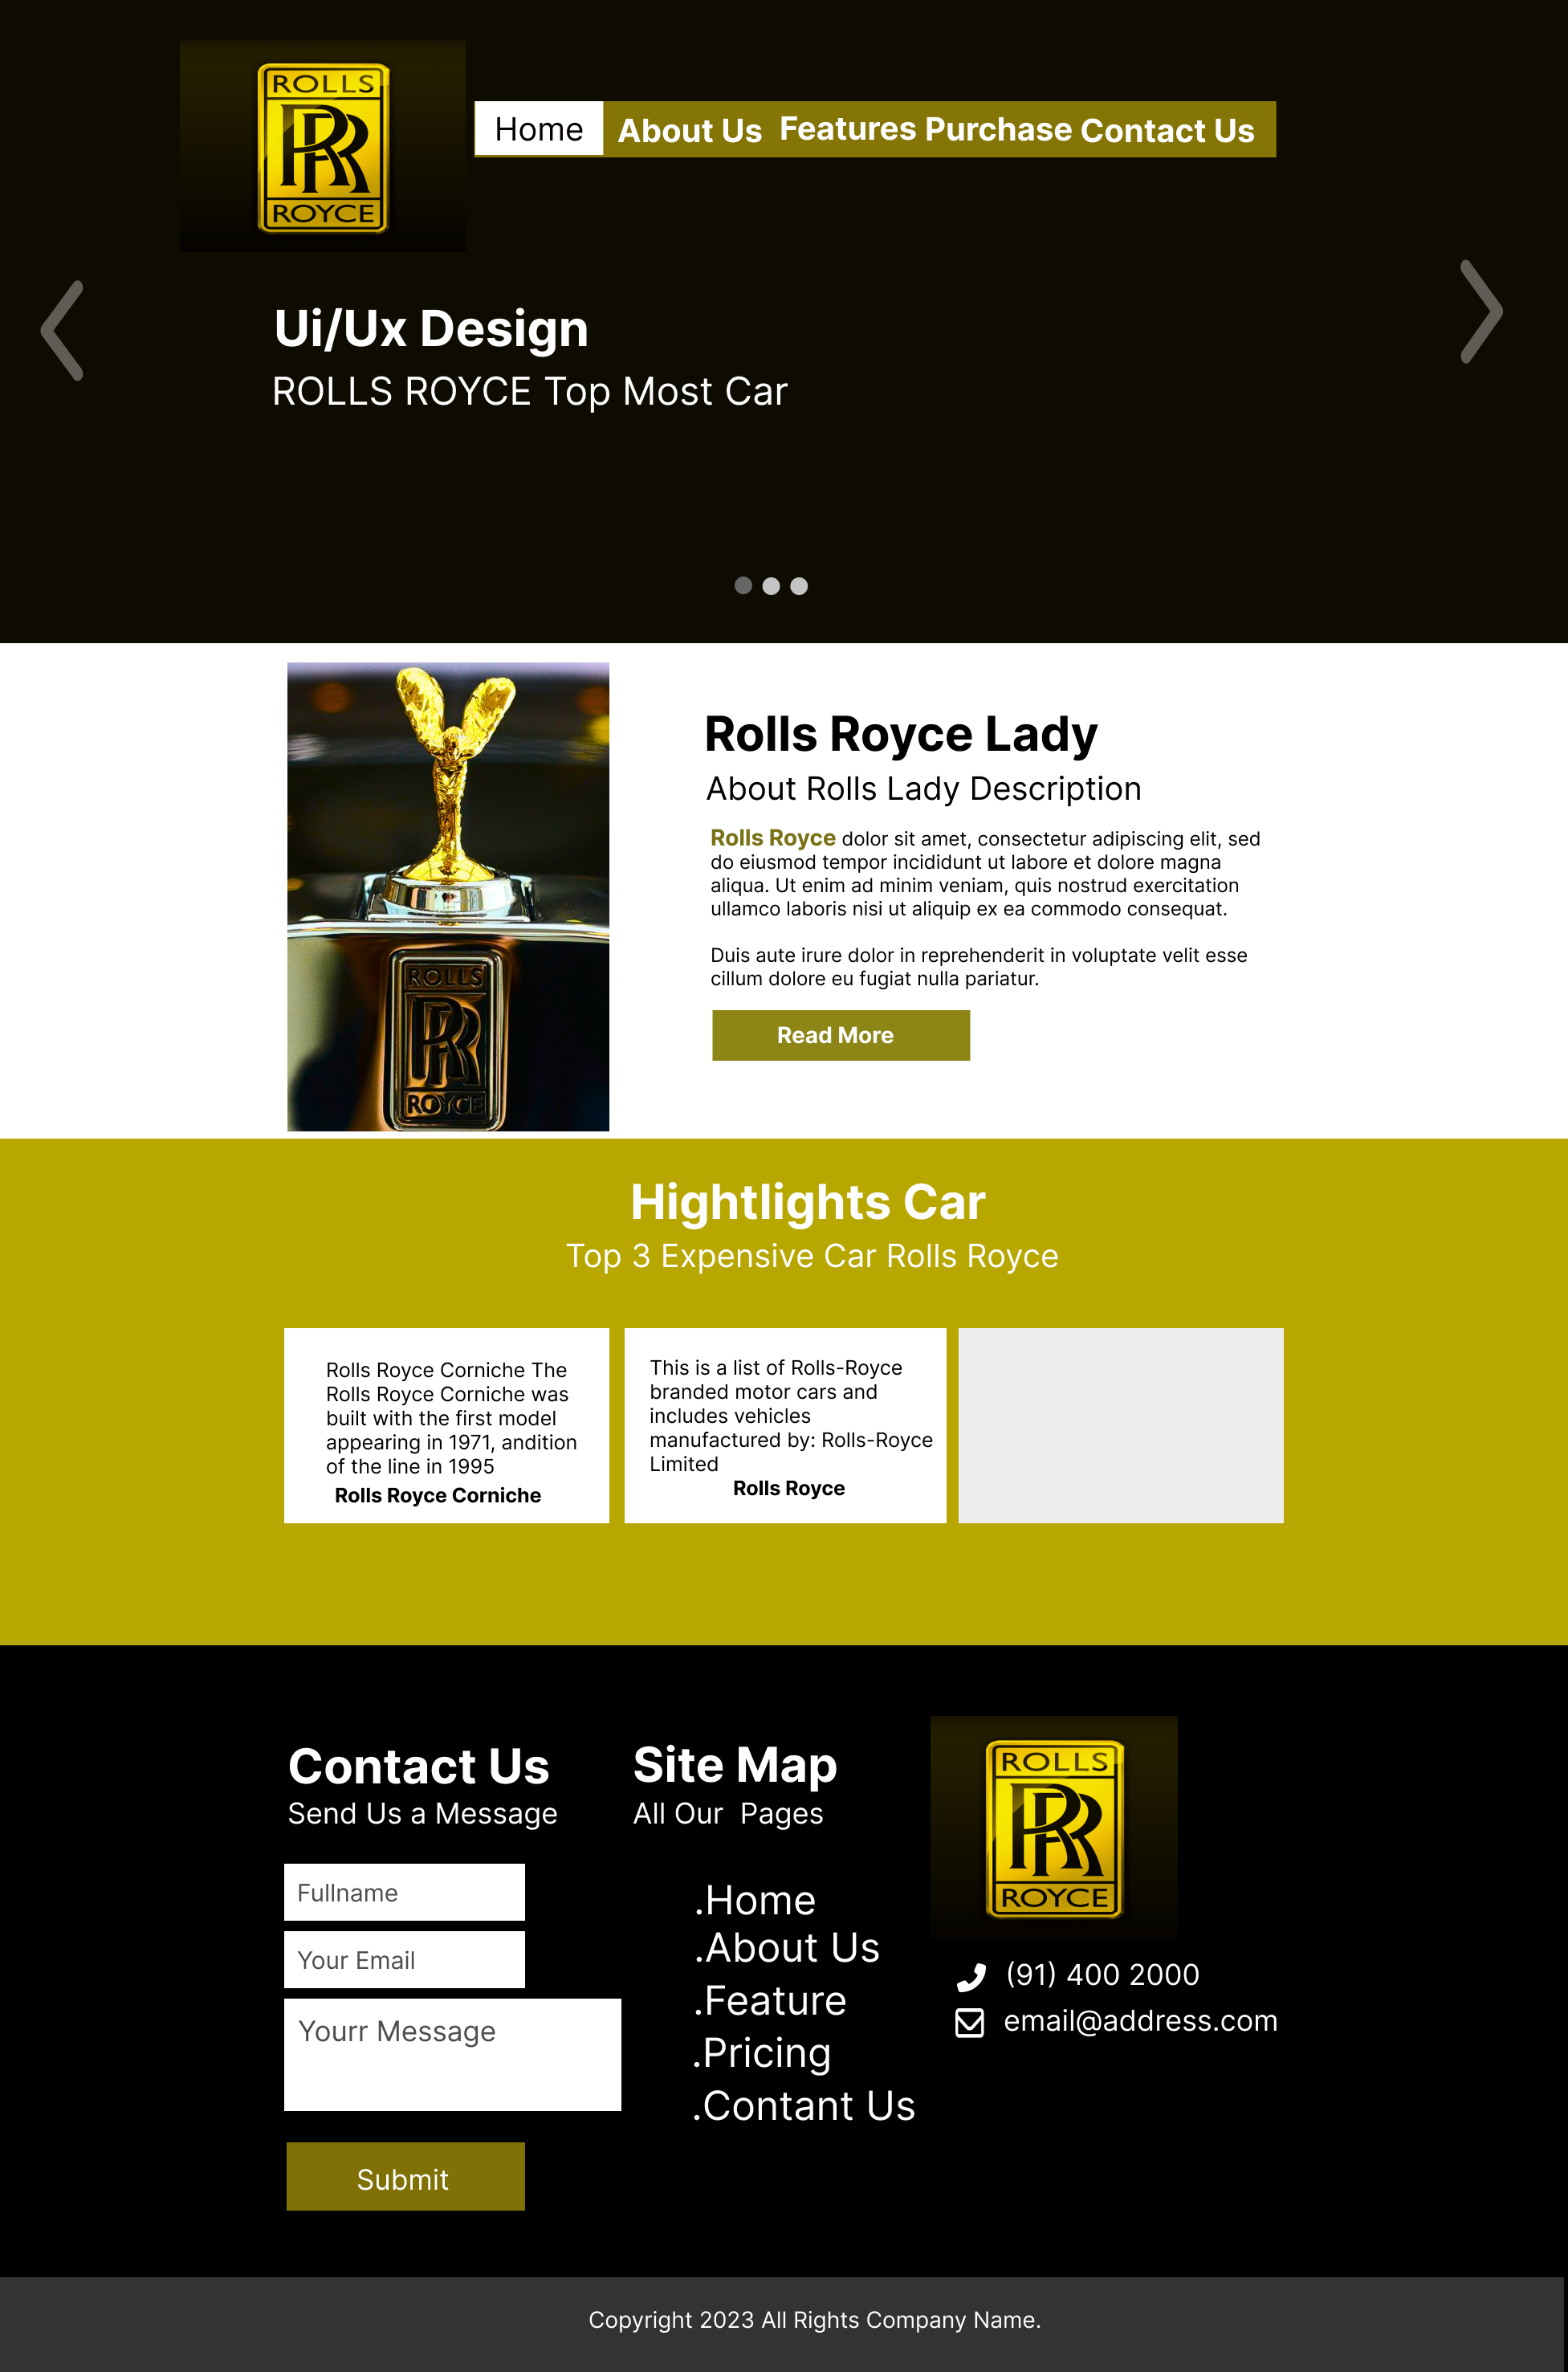 ROLLS
RR
ROYCE
Home About Us Features Purchase Contact Us
Ui/Ux Design
ROLLS ROYCE Top Most Car
ROLLS
RR
ROYCE
Rolls Royce Lady
About Rolls Lady Description
Rolls Royce dolor sit amet, consectetur adipiscing elit, sed
do eiusmod tempor incididunt ut labore et dolore magna
aliqua. Ut enim ad minim veniam, quis nostrud exercitation
ullamco laboris nisi ut aliquip ex ea commodo consequat.
Duis aute irure dolor in reprehenderit in voluptate velit esse
cillum dolore eu fugiat nulla pariatur.
Read More
Hightlights Car
Top 3 Expensive Car Rolls Royce
Rolls Royce Corniche The
Rolls Royce Corniche was
built with the first model
appearing in 1971, andition
of the line in 1995
Rolls Royce Corniche
This is a list of Rolls-Royce
branded motor cars and
includes vehicles
manufactured by: Rolls-Royce
Limited
Rolls Royce
Contact Us
Send Us a Message
Fullname
Your Email
Yourr Message
Submit
Site Map
All Our  Pages
.Home
.About Us
.Feature
.Pricing
.Contant Us
ROLLS
RR
ROYCE
(91) 400 2000
email@address.com
Copyright 2023 All Rights Company Name.